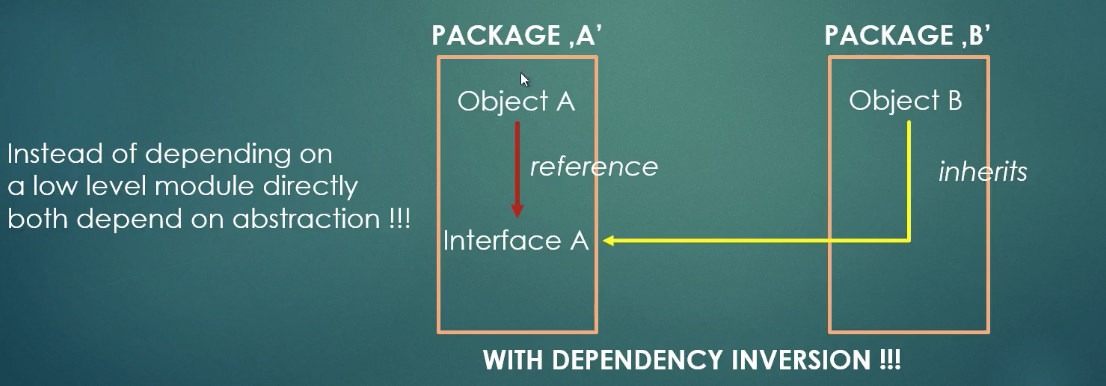 PACKAGE ‚A’
PACKAGE ‚B’
Object A
Object B
Instead of depending on
a low level module directly
both depend on abstraction !!!
reference
inherits
Interface A
WITH DEPENDENCY INVERSION !!!